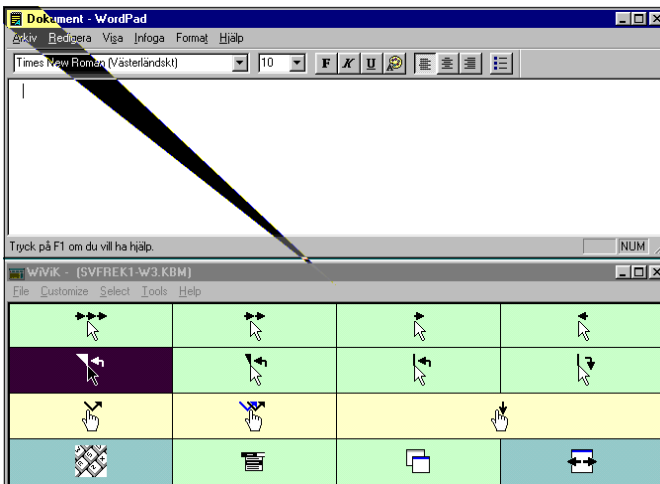 Dokument - WordPad
Arkiv Redigera Visa Infoga Format Hjälp
Times New Roman (Västerländskt) 10 F K U
Tryck på F1 om du vill ha hjälp. NUM
WiViK - (SVFREK1-W3.KBM)
File Customize Select Tools Help